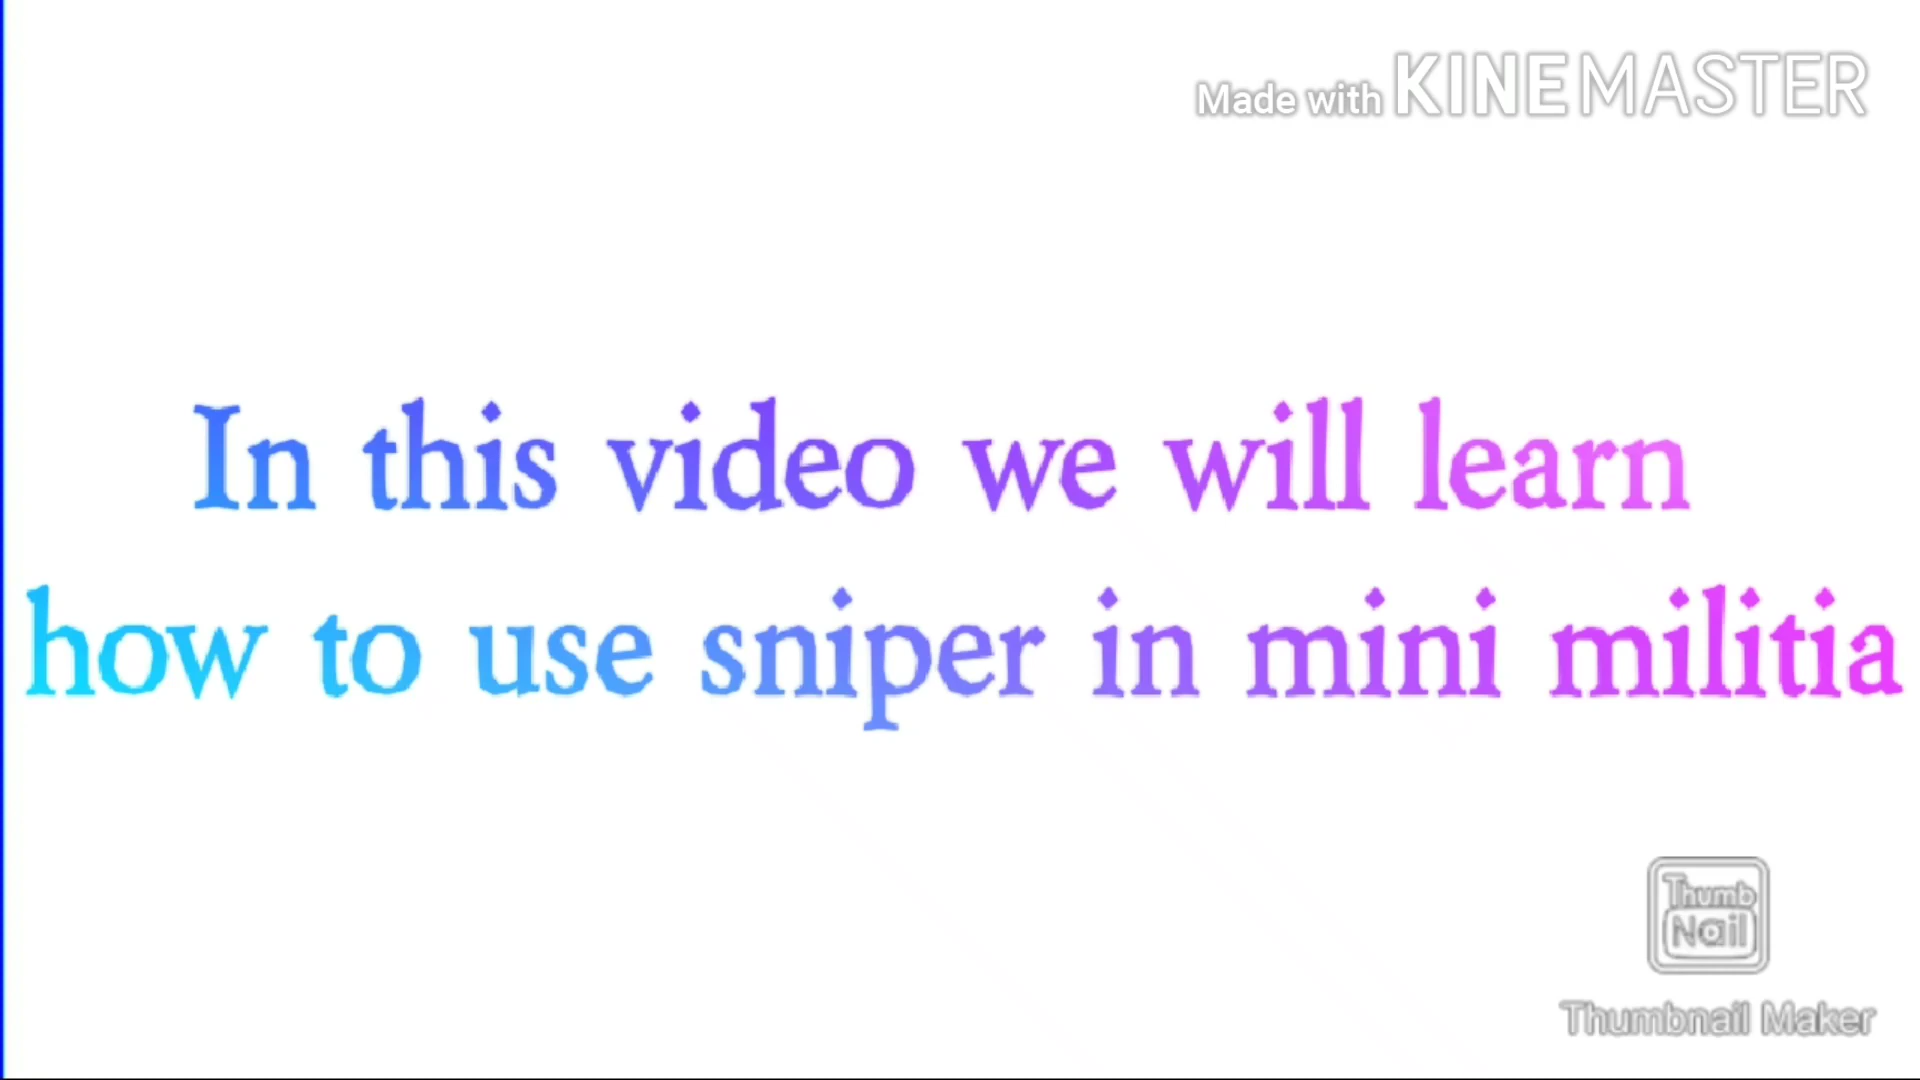 Made with KINEMASTER
In this video we will learn
how to use sniper in mini militia
Thumb
Nail
Thumbnail Maker